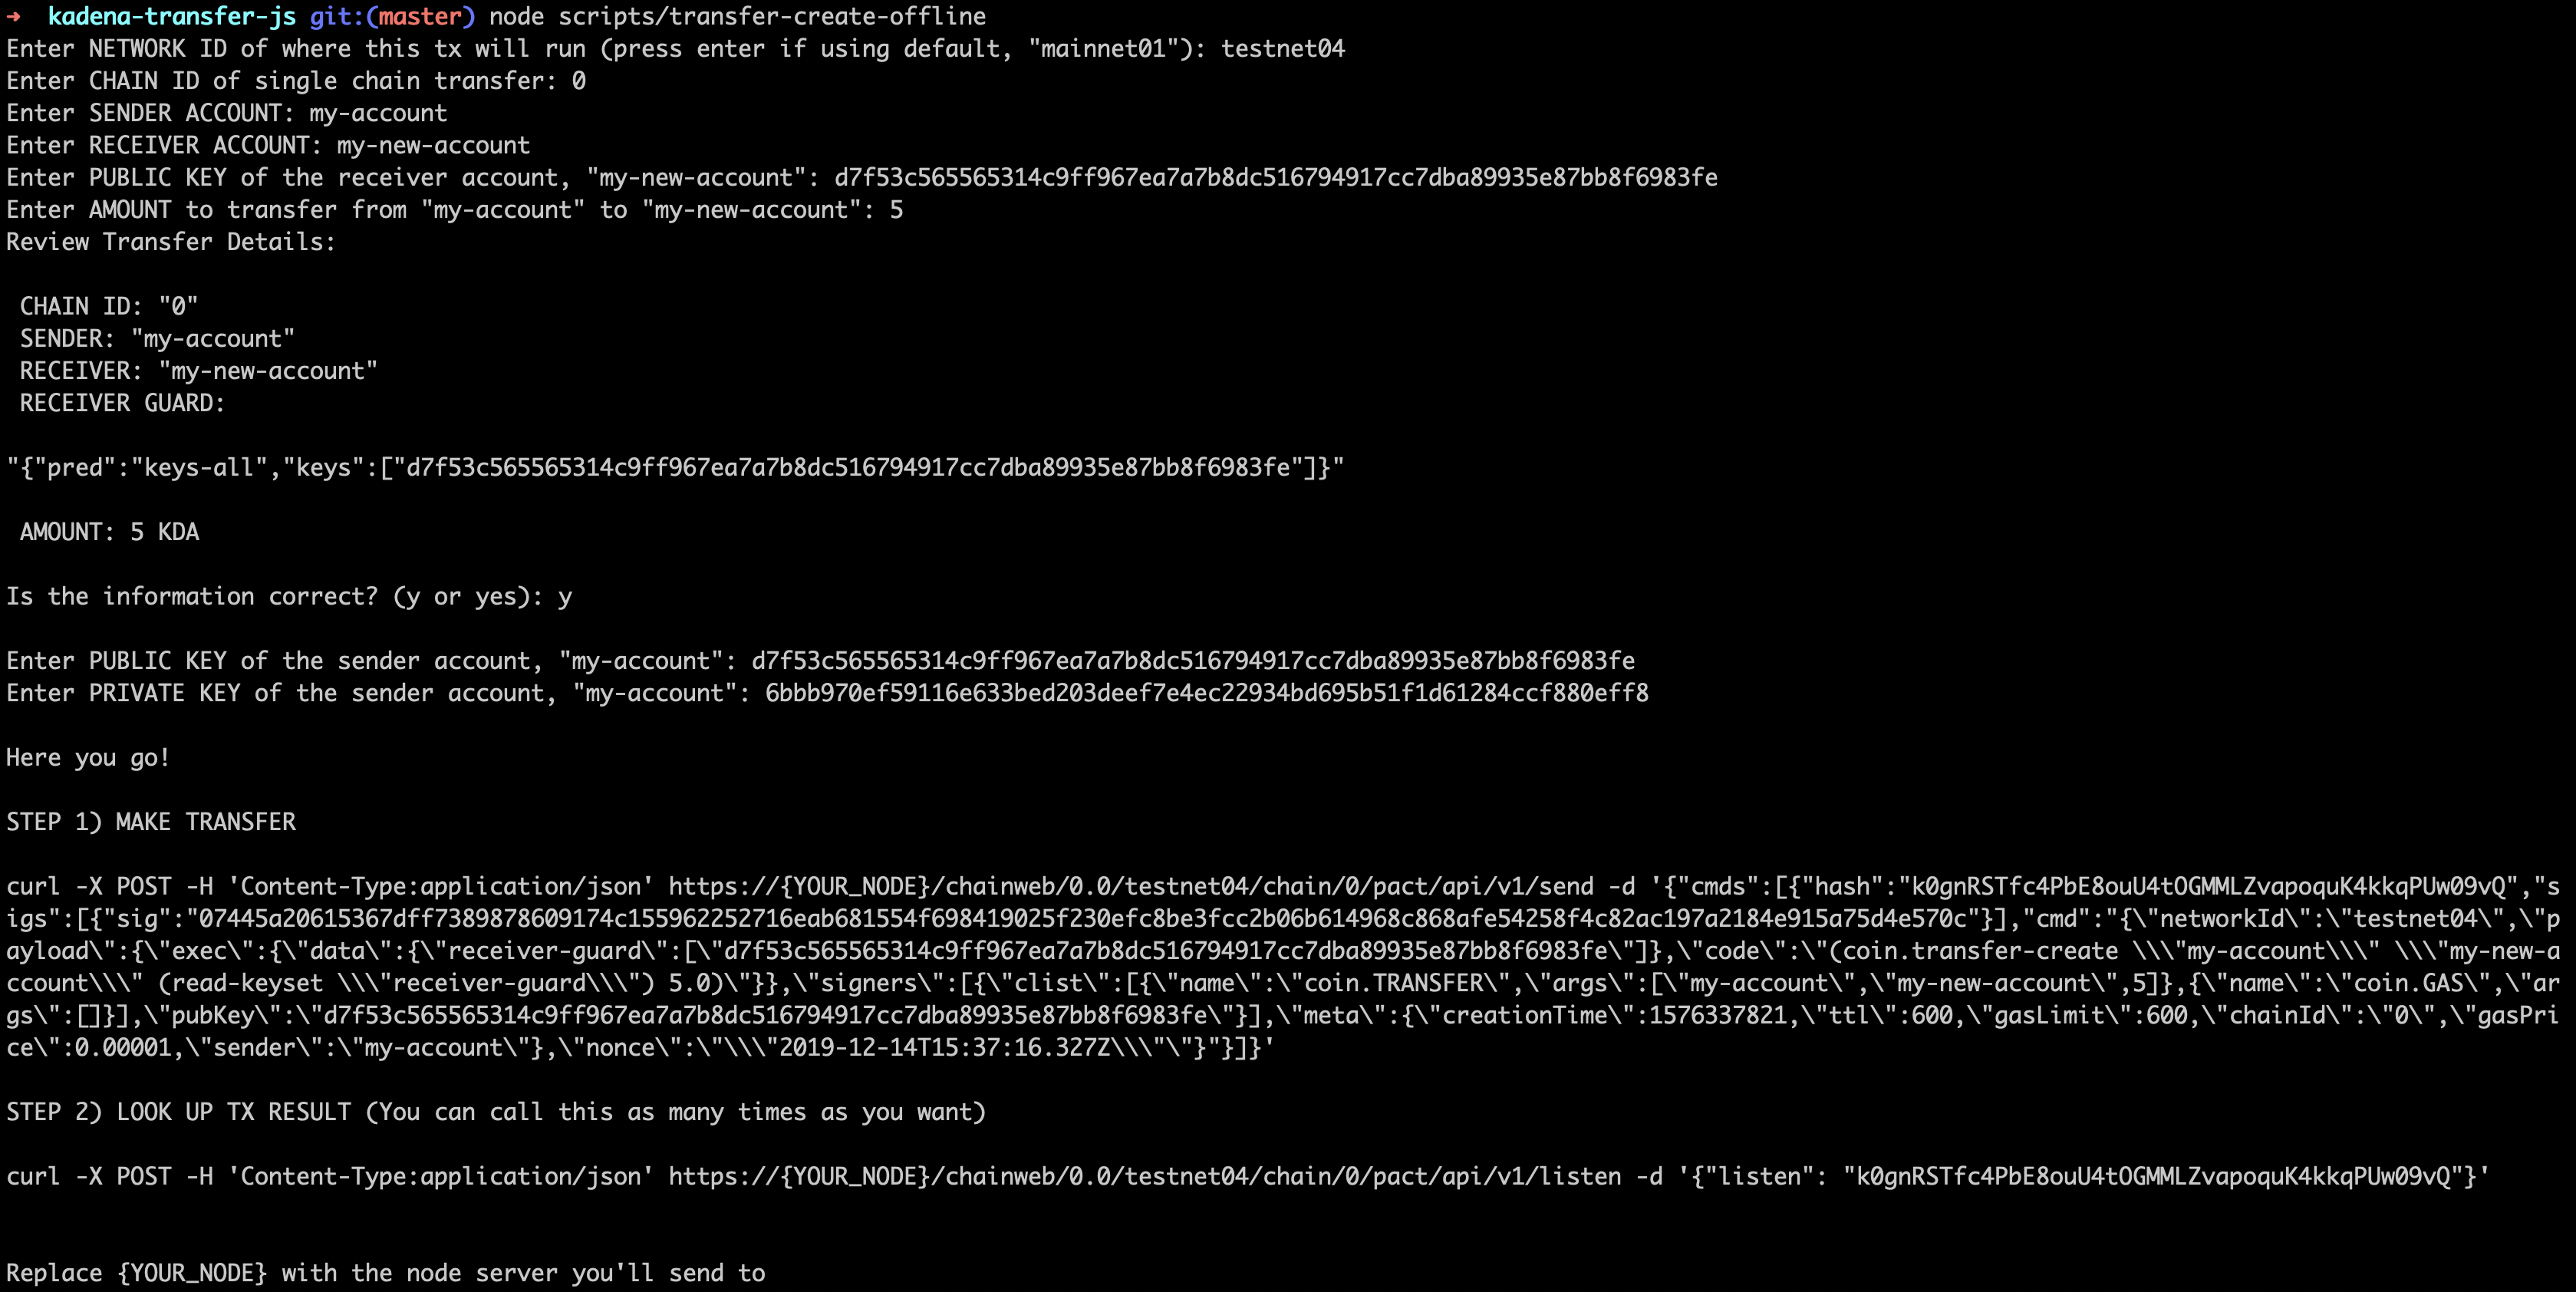 ➜  kadena-transfer-js git:(master) node scripts/transfer-create-offline
Enter NETWORK ID of where this tx will run (press enter if using default, "mainnet01"): testnet04
Enter CHAIN ID of single chain transfer: 0
Enter SENDER ACCOUNT: my-account
Enter RECEIVER ACCOUNT: my-new-account
Enter PUBLIC KEY of the receiver account, "my-new-account": d7f53c565565314c9ff967ea7a7b8dc516794917cc7dba89935e87bb8f6983fe
Enter AMOUNT to transfer from "my-account" to "my-new-account": 5
Review Transfer Details:
CHAIN ID: "0"
SENDER: "my-account"
RECEIVER: "my-new-account"
RECEIVER GUARD:
"{"pred":"keys-all","keys":["d7f53c565565314c9ff967ea7a7b8dc516794917cc7dba89935e87bb8f6983fe"]}"
AMOUNT: 5 KDA
Is the information correct? (y or yes): y
Enter PUBLIC KEY of the sender account, "my-account": d7f53c565565314c9ff967ea7a7b8dc516794917cc7dba89935e87bb8f6983fe
Enter PRIVATE KEY of the sender account, "my-account": 6bbb970ef59116e633bed203deef7e4ec22934bd695b51f1d61284ccf880eff8
Here you go!
STEP 1) MAKE TRANSFER
curl -X POST -H 'Content-Type:application/json' https://{YOUR_NODE}/chainweb/0.0/testnet04/chain/0/pact/api/v1/send -d '{"cmds":[{"hash":"k0gnRSTfc4PbE8ouU4tOGMMLZvapoquK4kkqPUw09vQ","s
igs":[{"sig":"07445a20615367dff7389878609174c155962252716eab681554f698419025f230efc8be3fcc2b06b614968c868afe54258f4c82ac197a2184e915a75d4e570c"}],"cmd":"{\"networkId\":\"testnet04\",\"p
ayload\":{\"exec\":{\"data\":{\"receiver-guard\":[\"d7f53c565565314c9ff967ea7a7b8dc516794917cc7dba89935e87bb8f6983fe\"]},\"code\":\"(coin.transfer-create \\\"my-account\\\" \\\"my-new-a
ccount\\\" (read-keyset \\\"receiver-guard\\\") 5.0)\"}},\"signers\":[{\"clist\":[{\"name\":\"coin.TRANSFER\",\"args\":[\"my-account\",\"my-new-account\",5]},{\"name\":\"coin.GAS\",\"ar
gs\":[]}],\"pubKey\":\"d7f53c565565314c9ff967ea7a7b8dc516794917cc7dba89935e87bb8f6983fe\"}],\"meta\":{\"creationTime\":1576337821,\"ttl\":600,\"gasLimit\":600,\"chainId\":\"0\",\"gasPri
ce\":0.00001,\"sender\":\"my-account\"},\"nonce\":\"\\\"2019-12-14T15:37:16.327Z\\\"\"}"}]}'
STEP 2) LOOK UP TX RESULT (You can call this as many times as you want)
curl -X POST -H 'Content-Type:application/json' https://{YOUR_NODE}/chainweb/0.0/testnet04/chain/0/pact/api/v1/listen -d '{"listen": "k0gnRSTfc4PbE8ouU4tOGMMLZvapoquK4kkqPUw09vQ"}'
Replace {YOUR_NODE} with the node server you'll send to